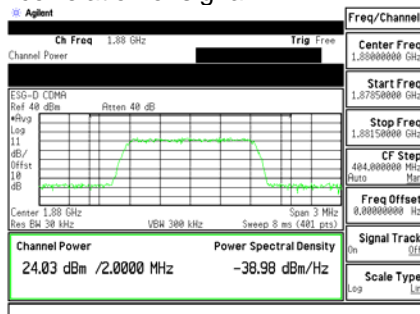 Agilent
Freq/Channel
Ch Freq 1.88 GHz Trig Free
Channel Power
Center Freq
1.88000000 GHz
Start Freq
1.87850000 GHz
Stop Freq
1.88150000 GHz
CF Step
404.000000 MHz
Auto Man
Freq Offset
0.00000000 Hz
Signal Track
On Off
Scale Type
Log Lin
ESG-D CDMA
Ref 40 dBm Atten 40 dB
#Avg
Log
11
dB/
Offst
10
dB
Center 1.88 GHz Span 3 MHz
Res BW 30 kHz VBW 300 kHz Sweep 8 ms (401 pts)
Channel Power Power Spectral Density
24.03 dBm /2.0000 MHz -38.98 dBm/Hz